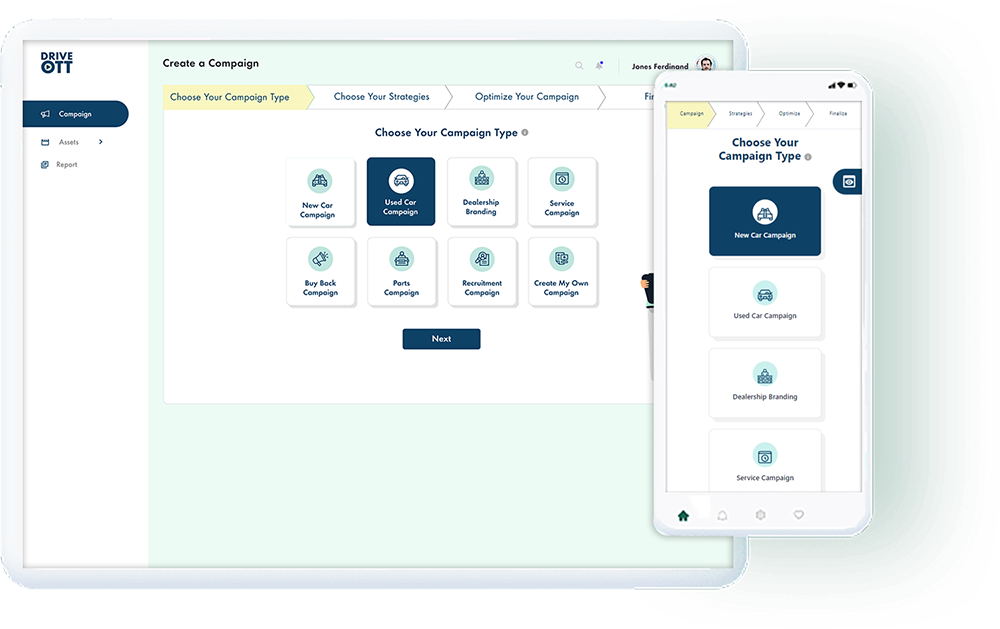 DRIVE
OTT
Create a Campaign
Jones Ferdinand
Campaign
Assets
Report
Choose Your Campaign Type
Choose Your Strategies
Optimize Your Campaign
Choose Your Campaign Type
New Car
Campaign
Used Car
Campaign
Dealership
Branding
Service
Campaign
Buy Back
Campaign
Parts
Campaign
Recruitment
Campaign
Create My Own
Campaign
Next
Campaign
Strategies
Optimize
Finalize
Choose Your
Campaign Type
New Car Campaign
Used Car Campaign
Dealership Branding
Service Campaign